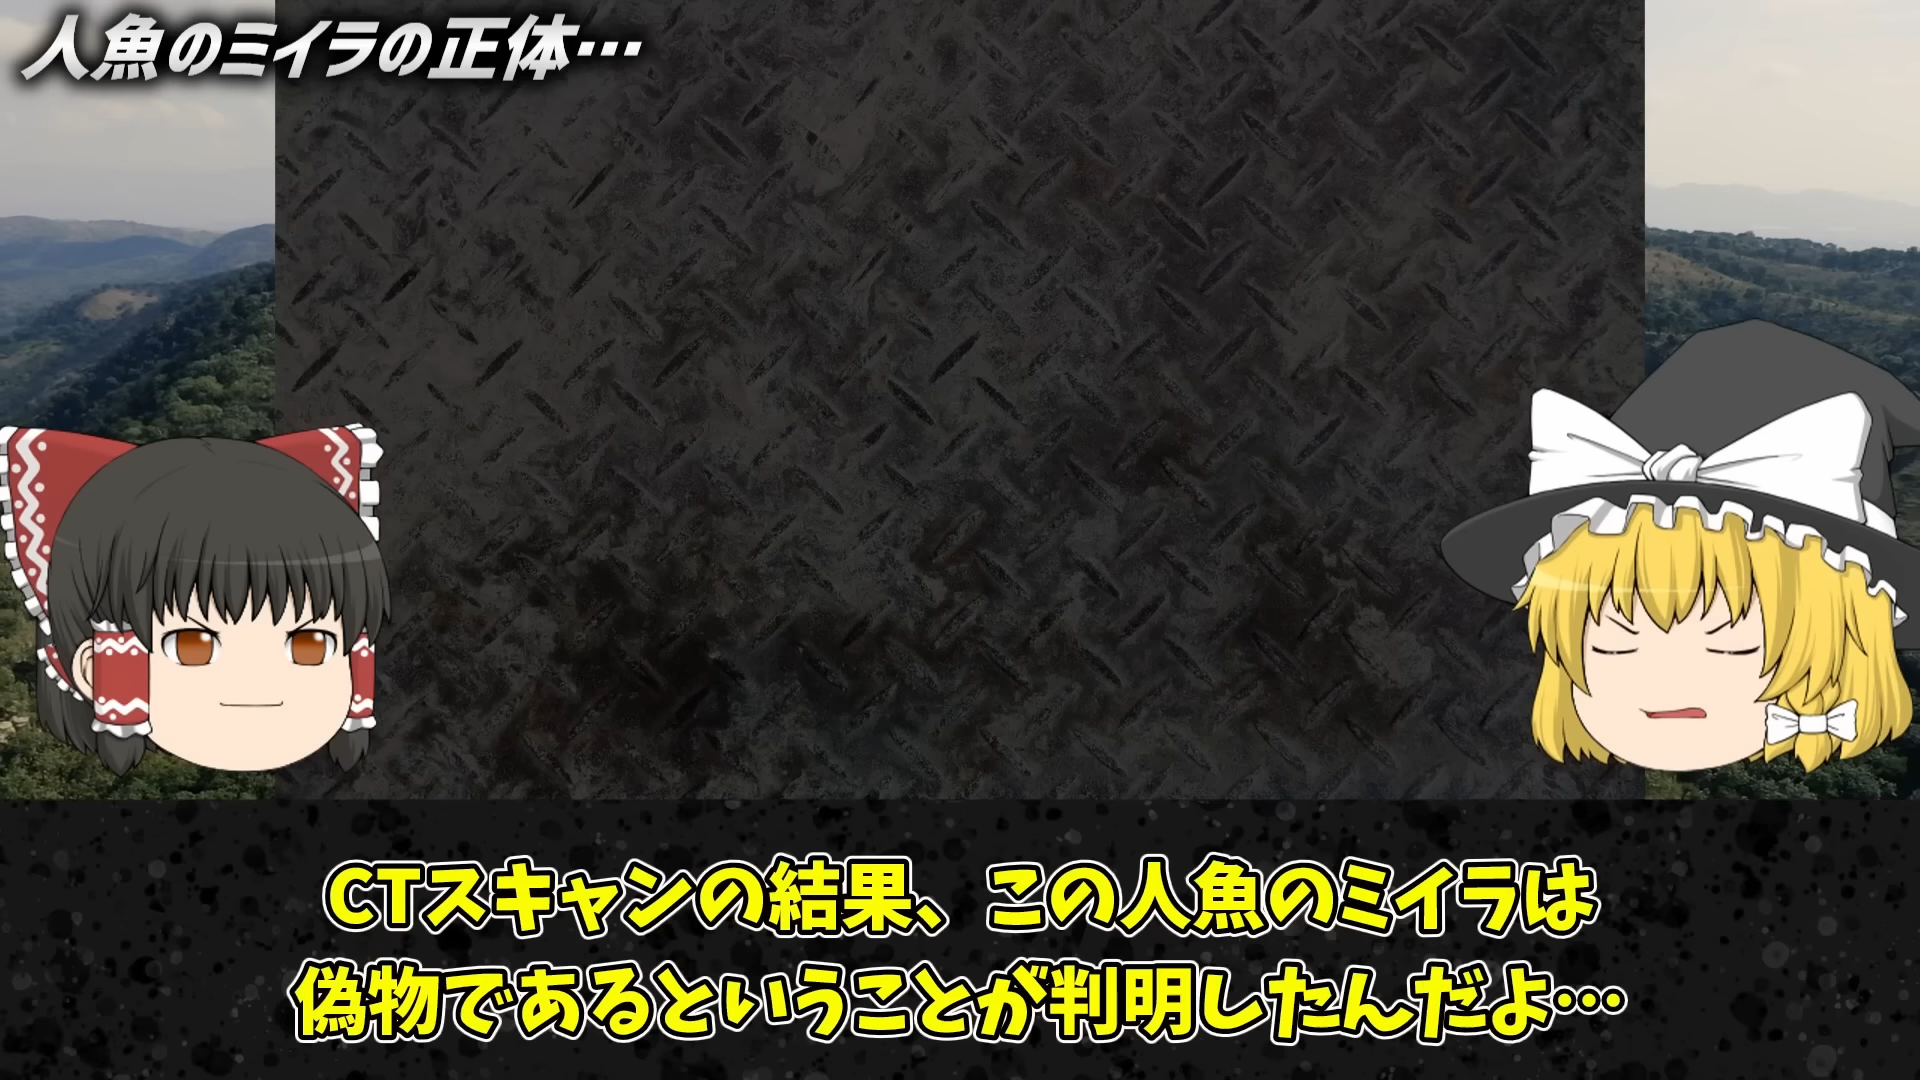 人魚のミイラの正体…
CTスキャンの結果、この人魚のミイラは
偽物であるということが判明したんだよ…